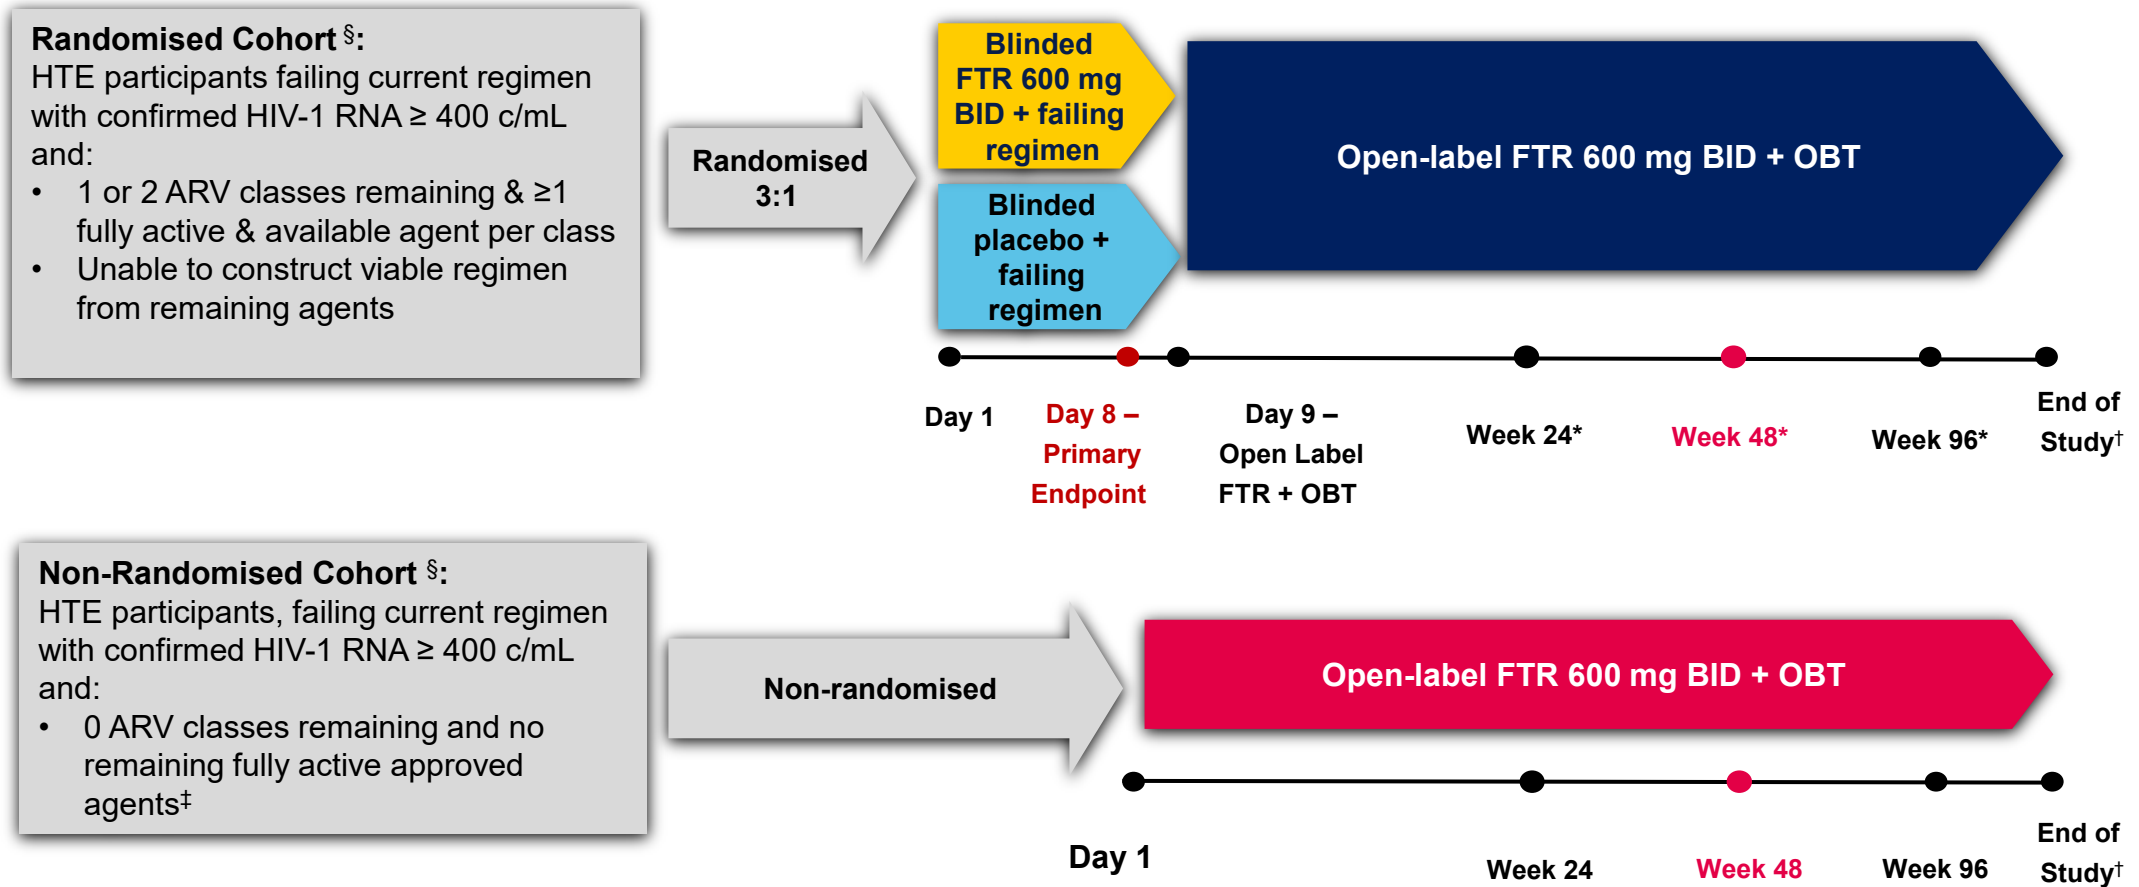 Randomised Cohort §:
HTE participants failing current regimen
with confirmed HIV-1 RNA ≥ 400 c/mL
and:
• 1 or 2 ARV classes remaining & ≥1
fully active & available agent per class
• Unable to construct viable regimen
from remaining agents
Randomised
3:1
Blinded
FTR 600 mg
BID + failing
regimen
Blinded
placebo +
failing
regimen
Open-label FTR 600 mg BID + OBT
Day 1
Day 8 –
Primary
Endpoint
Day 9 –
Open Label
FTR + OBT
Week 24*
Week 48*
Week 96*
End of
Study†
Non-Randomised Cohort §:
HTE participants, failing current regimen
with confirmed HIV-1 RNA ≥ 400 c/mL
and:
• 0 ARV classes remaining and no
remaining fully active approved
agents‡
Non-randomised
Open-label FTR 600 mg BID + OBT
Day 1
Week 24
Week 48
Week 96
End of
Study†